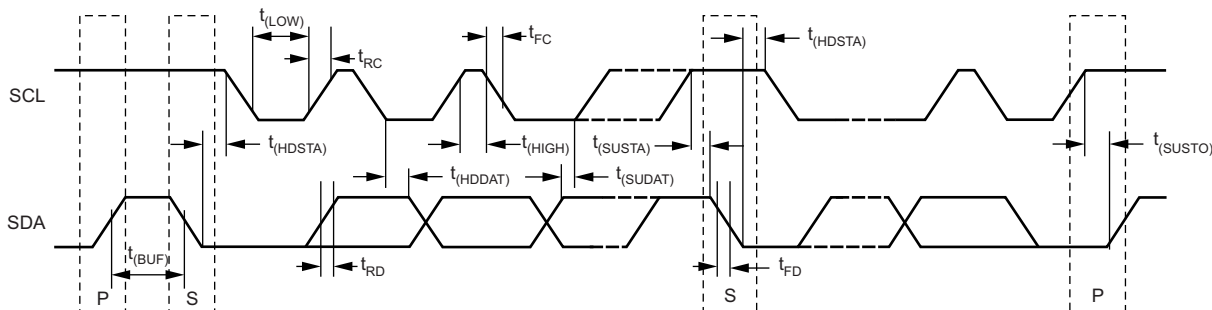 t(LOW)
tRC
tFC
t(HDSTA)
SCL
t(HDSTA)
t(HIGH)
t(SUSTA)
t(SUSTO)
t(HDDAT)
t(SUDAT)
SDA
t(BUF)
tRD
tFD
P
S
S
P